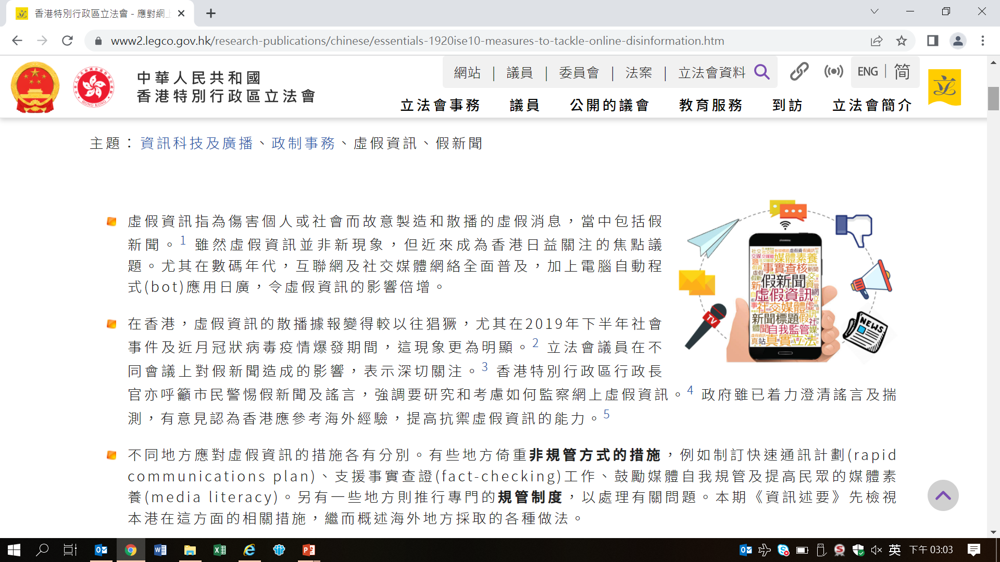 香港特別行政區立法會 - 應對網上
www2.legco.gov.hk/research-publications/chinese/essentials-1920ise10-measures-to-tackle-online-disinformation.htm
中華人民共和國
香港特別行政區立法會
網站 | 議員 | 委員會 | 法案 | 立法會資料
ENG | 简
立法會事務 議員 公開的議會 教育服務 到訪 立法會簡介
主題：資訊科技及廣播、政制事務、虛假資訊、假新聞
虛假資訊指為傷害個人或社會而故意製造和散播的虛假消息，當中包括假
新聞。1 雖然虛假資訊並非新現象，但近來成為香港日益關注的焦點議
題。尤其在數碼年代，互聯網及社交媒體網絡全面普及，加上電腦自動程
式(bot)應用日廣，令虛假資訊的影響倍增。
媒體素養
事實查核
假新聞
虛假資訊
社交媒體
新聞標題
自我監管
真實立法
TV
NEWS
在香港，虛假資訊的散播據報變得較以往猖獗，尤其在2019年下半年社會
事件及近月冠狀病毒疫情爆發期間，這現象更為明顯。2 立法會議員在不
同會議上對假新聞造成的影響，表示深切關注。3 香港特別行政區行政長
官亦呼籲市民警惕假新聞及謠言，強調要研究和考慮如何監察網上虛假資訊。4 政府雖已着力澄清謠言及揣
測，有意見認為香港應參考海外經驗，提高抗禦虛假資訊的能力。5
不同地方應對虛假資訊的措施各有分別。有些地方倚重非規管方式的措施，例如制訂快速通訊計劃(rapid
communications plan)、支援事實查證(fact-checking)工作、鼓勵媒體自我規管及提高民眾的媒體素
養(media literacy)。另有一些地方則推行專門的規管制度，以處理有關問題。本期《資訊述要》先檢視
本港在這方面的相關措施，繼而概述海外地方採取的各種做法。
英 下午 03:03